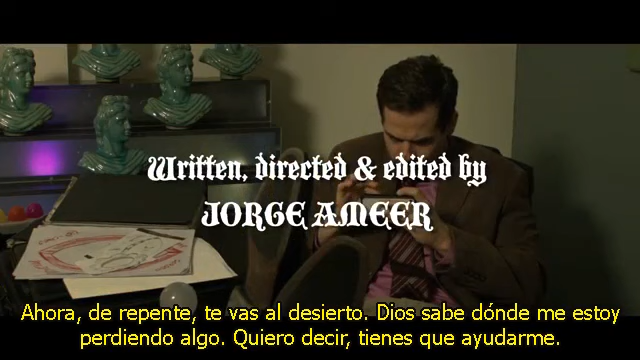 Written, directed & edited by
JORGE AMEER
Ahora, de repente, te vas al desierto. Dios sabe dónde me estoy
perdiendo algo. Quiero decir, tienes que ayudarme.